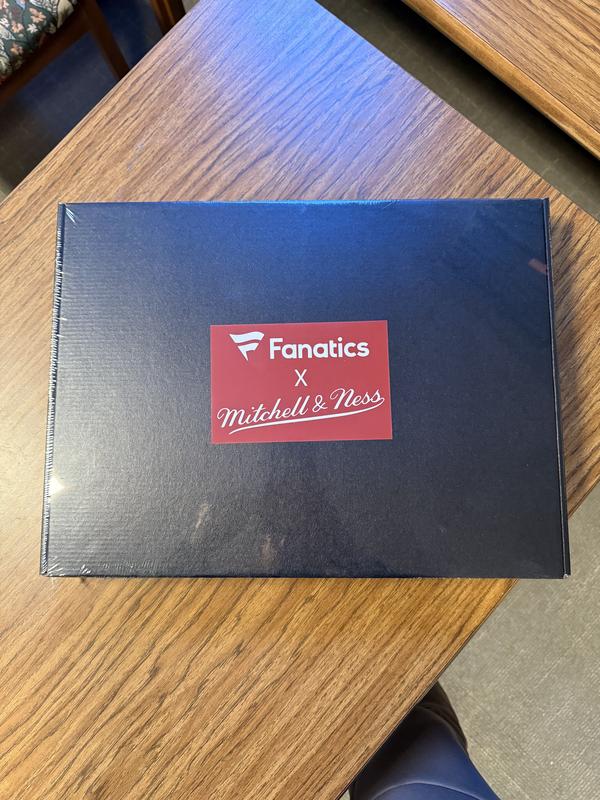 Fanatics
X
Mitchell & Ness